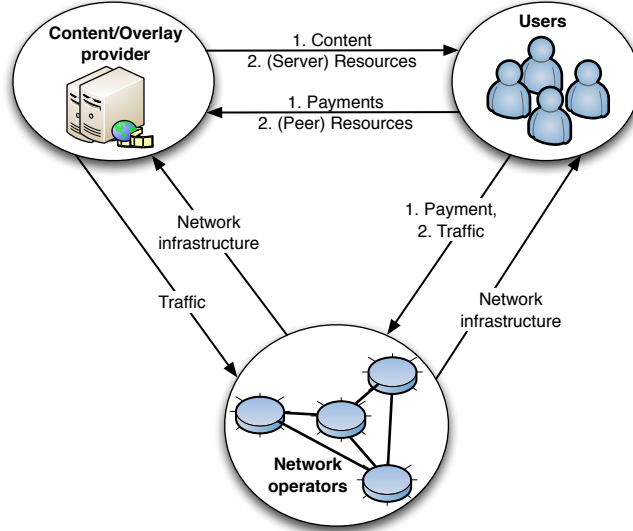 Content/Overlay
provider
1. Content
2. (Server) Resources
Users
1. Payments
2. (Peer) Resources
Network
infrastructure
1. Payment,
2. Traffic
Traffic
Network
infrastructure
Network
operators